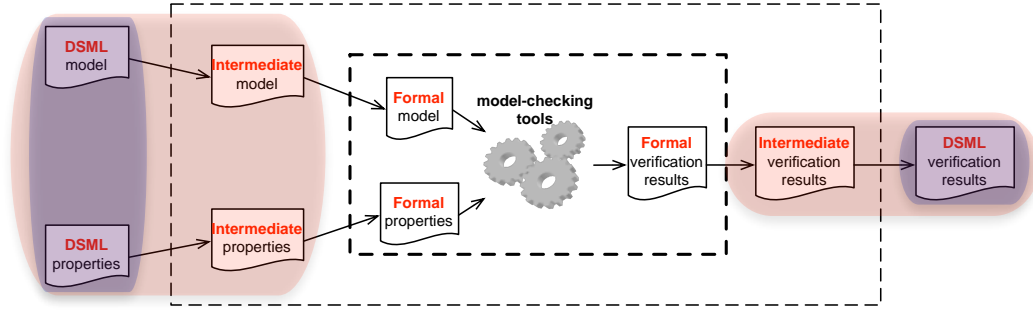 DSML
model
Intermediate
model
Formal
model
model-checking
tools
Formal
verification
results
Intermediate
verification
results
DSML
verification
results
Formal
properties
DSML
properties
Intermediate
properties